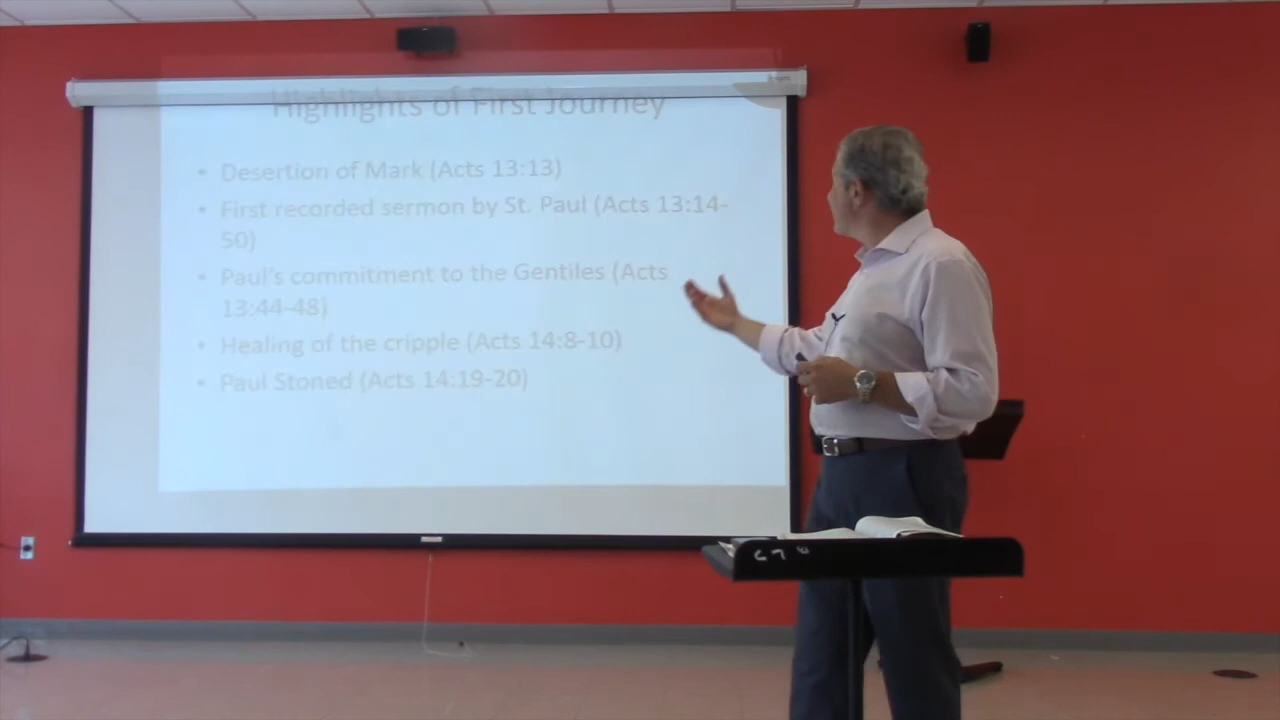 Highlights of First Journey
• Desertion of Mark (Acts 13:13)
• First recorded sermon by St. Paul (Acts 13:14-
50)
• Paul's commitment to the Gentiles (Acts
13:44-48)
• Healing of the cripple (Acts 14:8-10)
• Paul Stoned (Acts 14:19-20)